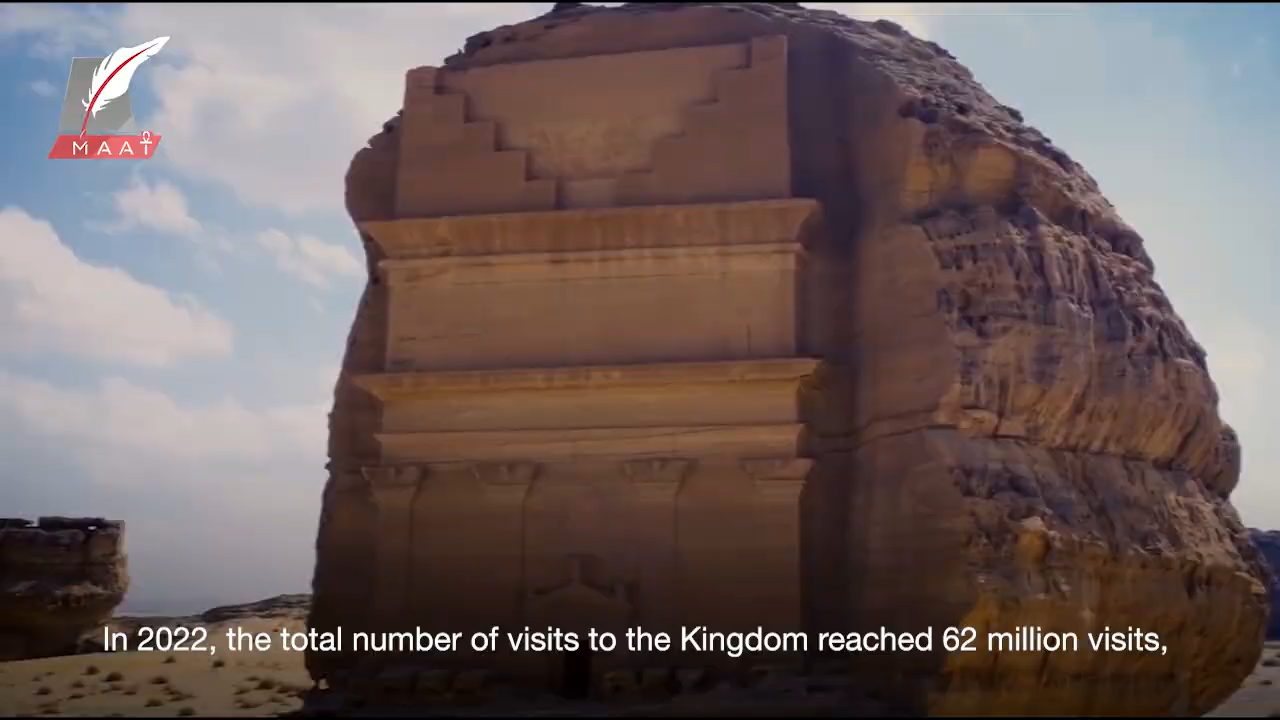 MAAT
In 2022, the total number of visits to the Kingdom reached 62 million visits,